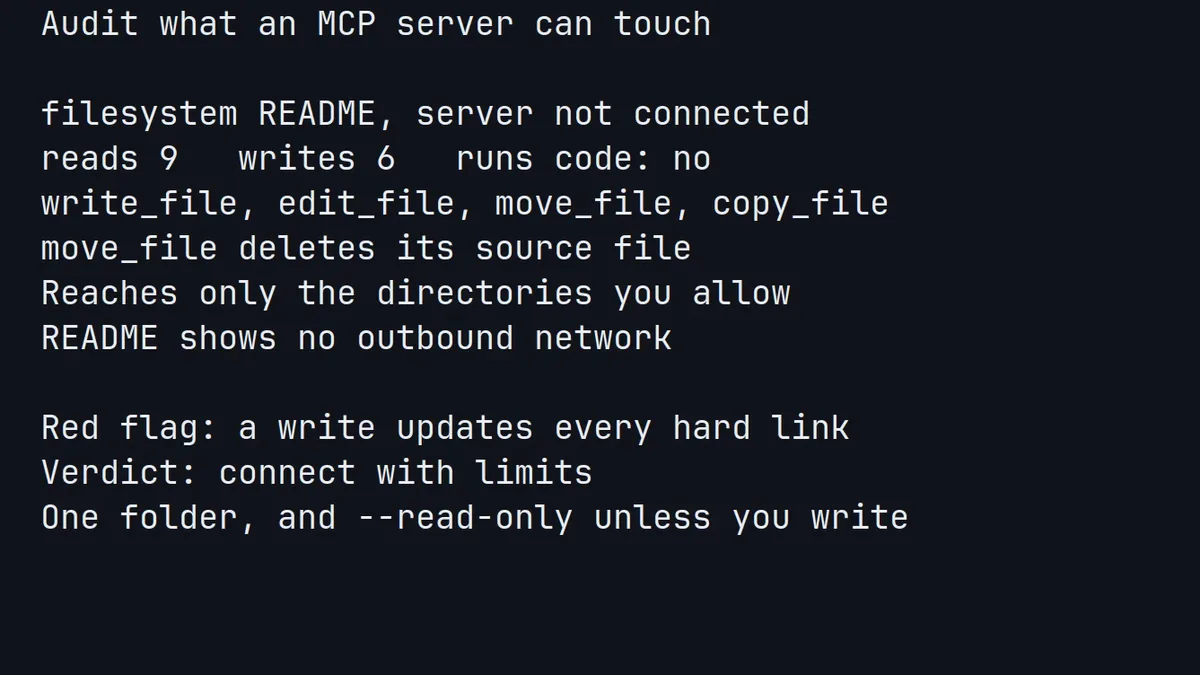 Audit what an MCP server can touch
filesystem README, server not connected
reads 9   writes 6   runs code: no
write_file, edit_file, move_file, copy_file
move_file deletes its source file
Reaches only the directories you allow
README shows no outbound network
Red flag: a write updates every hard link
Verdict: connect with limits
One folder, and --read-only unless you write